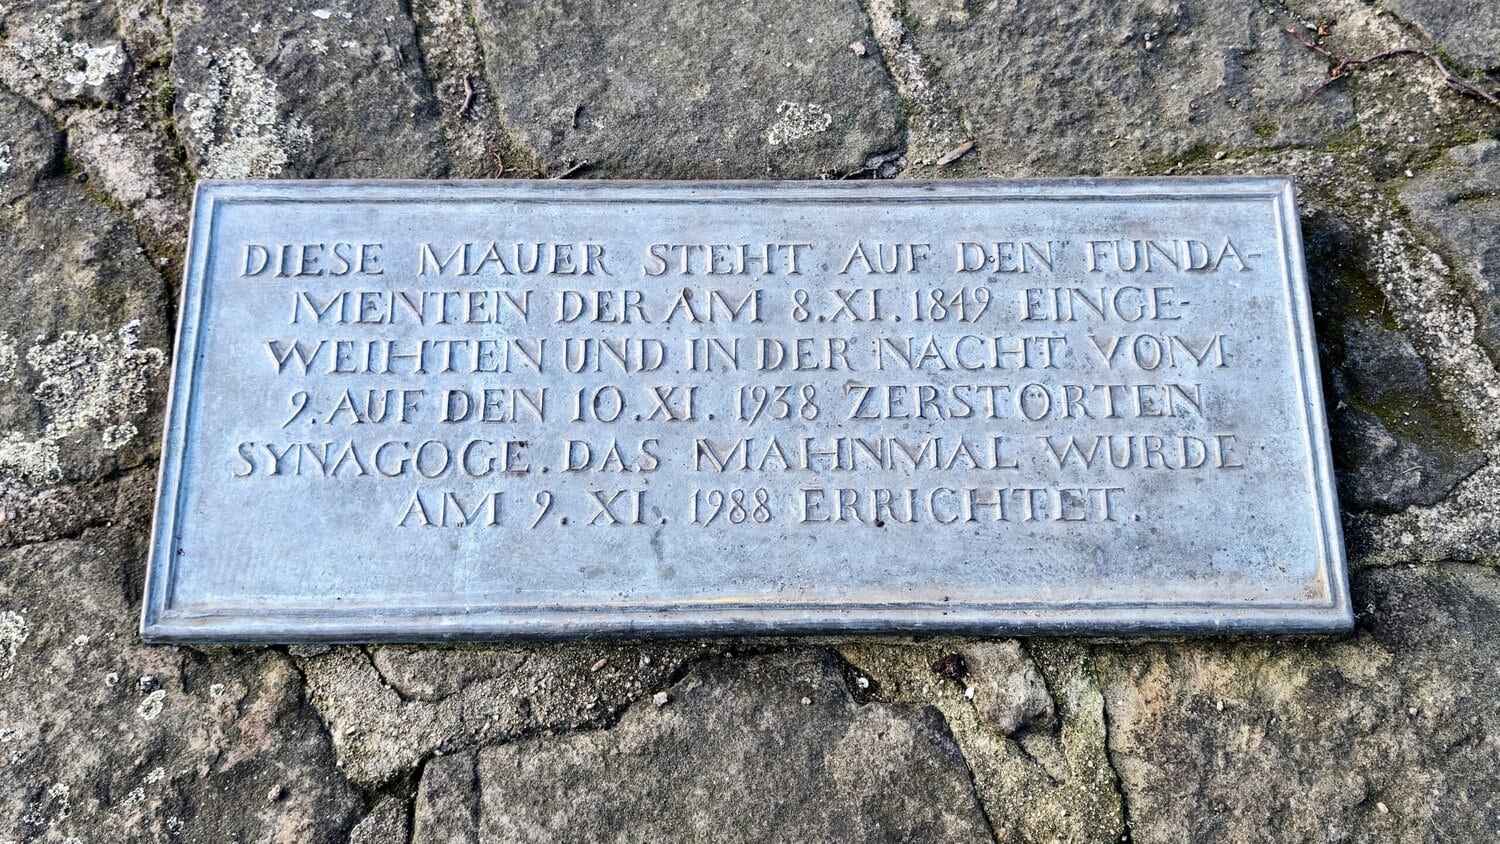 DIESE MAUER STEHT AUF DEN FUNDA-
MENTEN DER AM 8.XI.1849 EINGE-
WEIHTEN UND IN DER NACHT VOM
9. AUF DEN 10.XI.1938 ZERSTÖRTEN
SYNAGOGE. DAS MAHNMAL WURDE
AM 9.XI.1988 ERRICHTET.